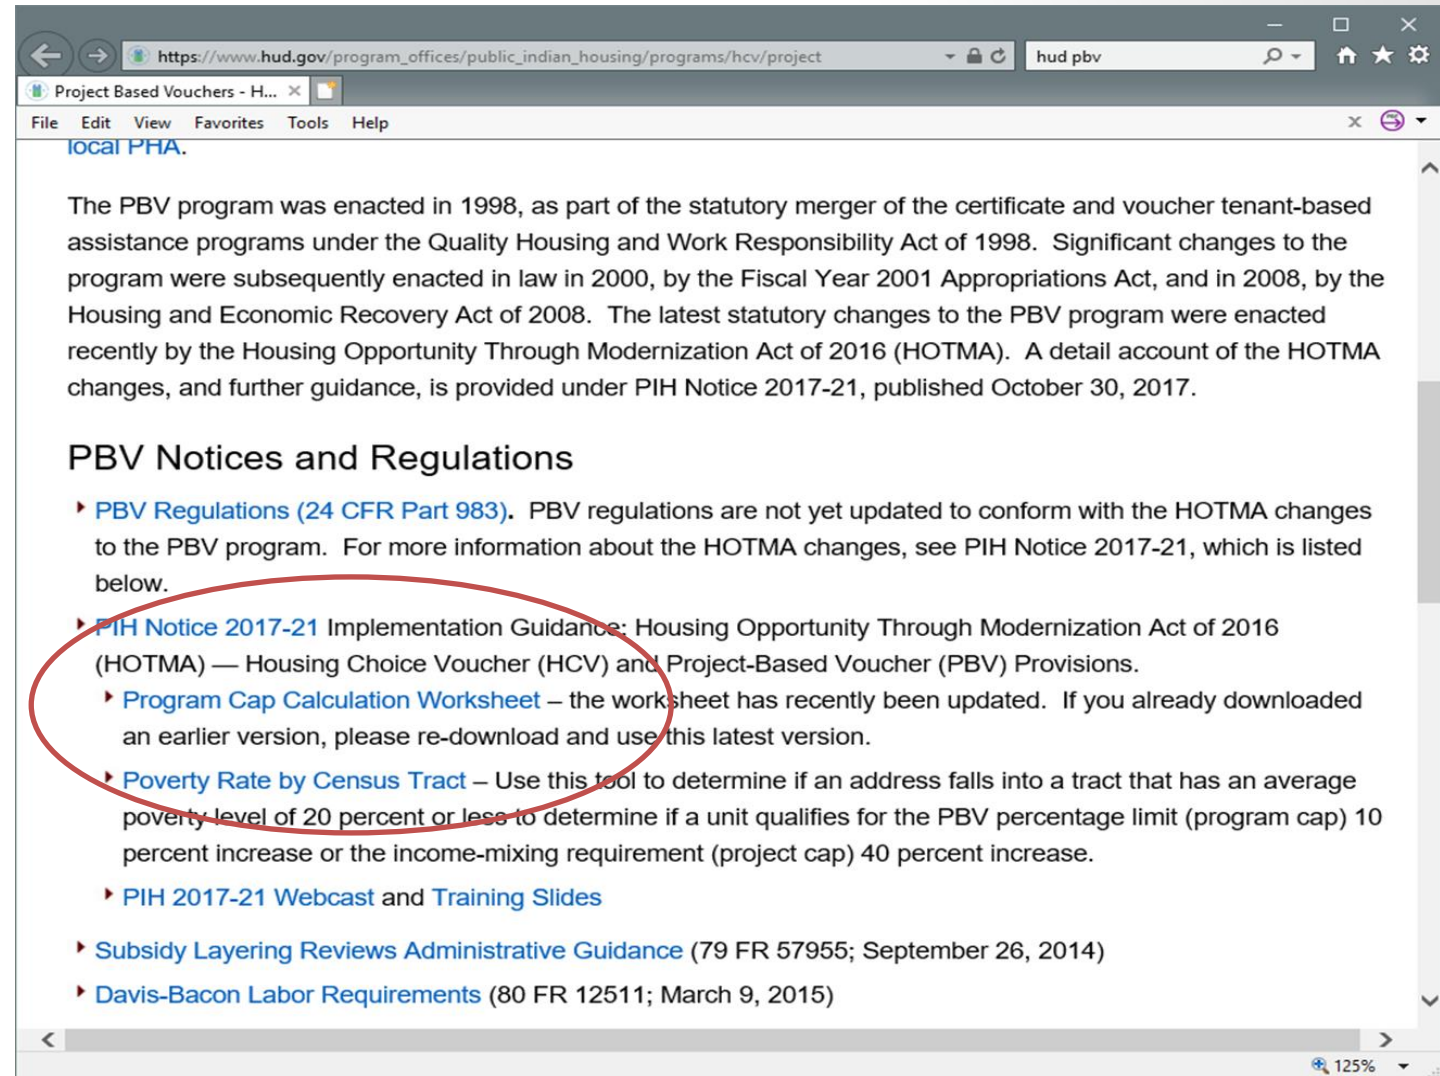 https://www.hud.gov/program_offices/public_indian_housing/programs/hcv/project
hud pbv
Project Based Vouchers - H...
File Edit View Favorites Tools Help
local PHA.
The PBV program was enacted in 1998, as part of the statutory merger of the certificate and voucher tenant-based
assistance programs under the Quality Housing and Work Responsibility Act of 1998. Significant changes to the
program were subsequently enacted in law in 2000, by the Fiscal Year 2001 Appropriations Act, and in 2008, by the
Housing and Economic Recovery Act of 2008. The latest statutory changes to the PBV program were enacted
recently by the Housing Opportunity Through Modernization Act of 2016 (HOTMA). A detail account of the HOTMA
changes, and further guidance, is provided under PIH Notice 2017-21, published October 30, 2017.
PBV Notices and Regulations
PBV Regulations (24 CFR Part 983). PBV regulations are not yet updated to conform with the HOTMA changes
to the PBV program. For more information about the HOTMA changes, see PIH Notice 2017-21, which is listed
below.
PIH Notice 2017-21 Implementation Guidance: Housing Opportunity Through Modernization Act of 2016
(HOTMA) — Housing Choice Voucher (HCV) and Project-Based Voucher (PBV) Provisions.
Program Cap Calculation Worksheet – the worksheet has recently been updated. If you already downloaded
an earlier version, please re-download and use this latest version.
Poverty Rate by Census Tract – Use this tool to determine if an address falls into a tract that has an average
poverty level of 20 percent or less to determine if a unit qualifies for the PBV percentage limit (program cap) 10
percent increase or the income-mixing requirement (project cap) 40 percent increase.
PIH 2017-21 Webcast and Training Slides
Subsidy Layering Reviews Administrative Guidance (79 FR 57955; September 26, 2014)
Davis-Bacon Labor Requirements (80 FR 12511; March 9, 2015)
125%